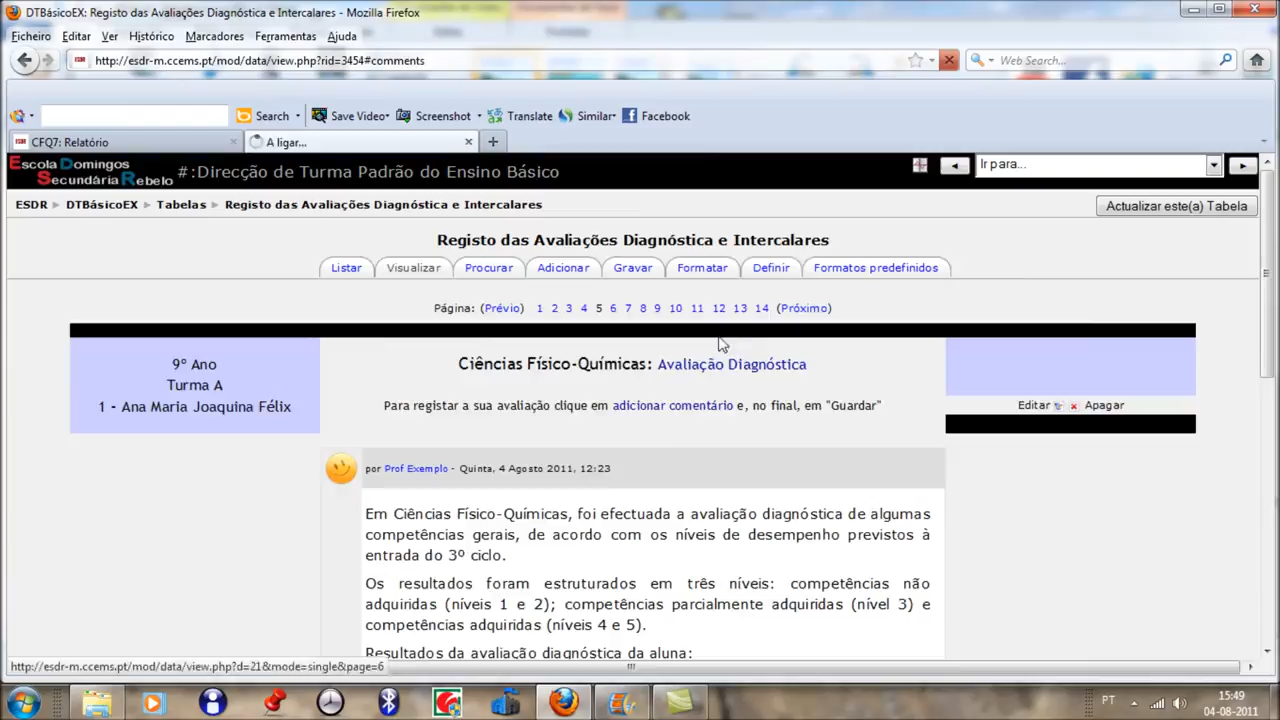 DTBásicoEX: Registo das Avaliações Diagnóstica e Intercalares - Mozilla Firefox
Ficheiro Editar Ver Histórico Marcadores Ferramentas Ajuda
http://esdr-m.ccems.pt/mod/data/view.php?rid=3454#comments
Web Search...
Search Save Video Screenshot Translate Similar Facebook
CFQ7: Relatório
A ligar...
Escola Domingos
Secundária Rebelo
#:Direcção de Turma Padrão do Ensino Básico
Ir para...
ESDR DTBásicoEX Tabelas Registo das Avaliações Diagnóstica e Intercalares
Actualizar este(a) Tabela
Registo das Avaliações Diagnóstica e Intercalares
Listar Visualizar Procurar Adicionar Gravar Formatar Definir Formatos predefinidos
Página: (Prévio) 1 2 3 4 5 6 7 8 9 10 11 12 13 14 (Próximo)
9º Ano
Turma A
1 - Ana Maria Joaquina Félix
Ciências Físico-Químicas: Avaliação Diagnóstica
Para registar a sua avaliação clique em adicionar comentário e, no final, em "Guardar"
Editar Apagar
por Prof Exemplo - Quinta, 4 Agosto 2011, 12:23
Em Ciências Físico-Químicas, foi efectuada a avaliação diagnóstica de algumas
competências gerais, de acordo com os níveis de desempenho previstos à
entrada do 3º ciclo.
Os resultados foram estruturados em três níveis: competências não
adquiridas (níveis 1 e 2); competências parcialmente adquiridas (nível 3) e
competências adquiridas (níveis 4 e 5).
Resultados da avaliação diagnóstica da aluna:
http://esdr-m.ccems.pt/mod/data/view.php?d=21&mode=single&page=6
PT
15:49
04-08-2011